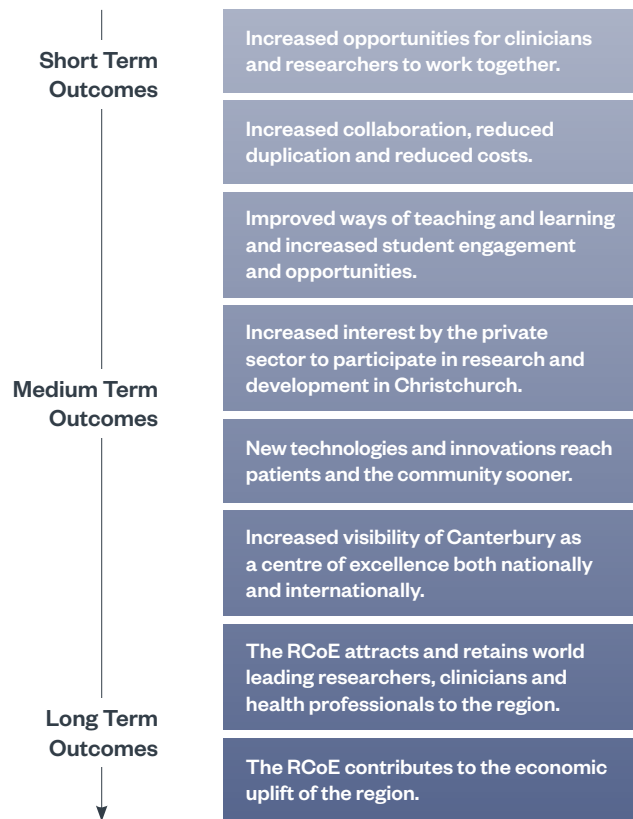 Short Term
Outcomes
Increased opportunities for clinicians
and researchers to work together.
Increased collaboration, reduced
duplication and reduced costs.
Improved ways of teaching and learning
and increased student engagement
and opportunities.
Medium Term
Outcomes
Increased interest by the private
sector to participate in research and
development in Christchurch.
New technologies and innovations reach
patients and the community sooner.
Increased visibility of Canterbury as
a centre of excellence both nationally
and internationally.
Long Term
Outcomes
The RCoE attracts and retains world
leading researchers, clinicians and
health professionals to the region.
The RCoE contributes to the economic
uplift of the region.